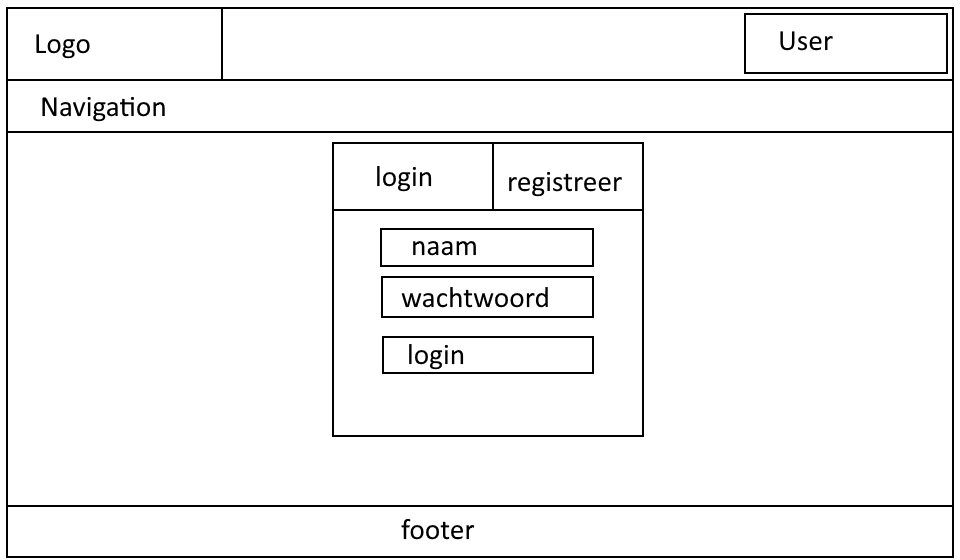 Logo
User
Navigation
login
registreer
naam
wachtwoord
login
footer